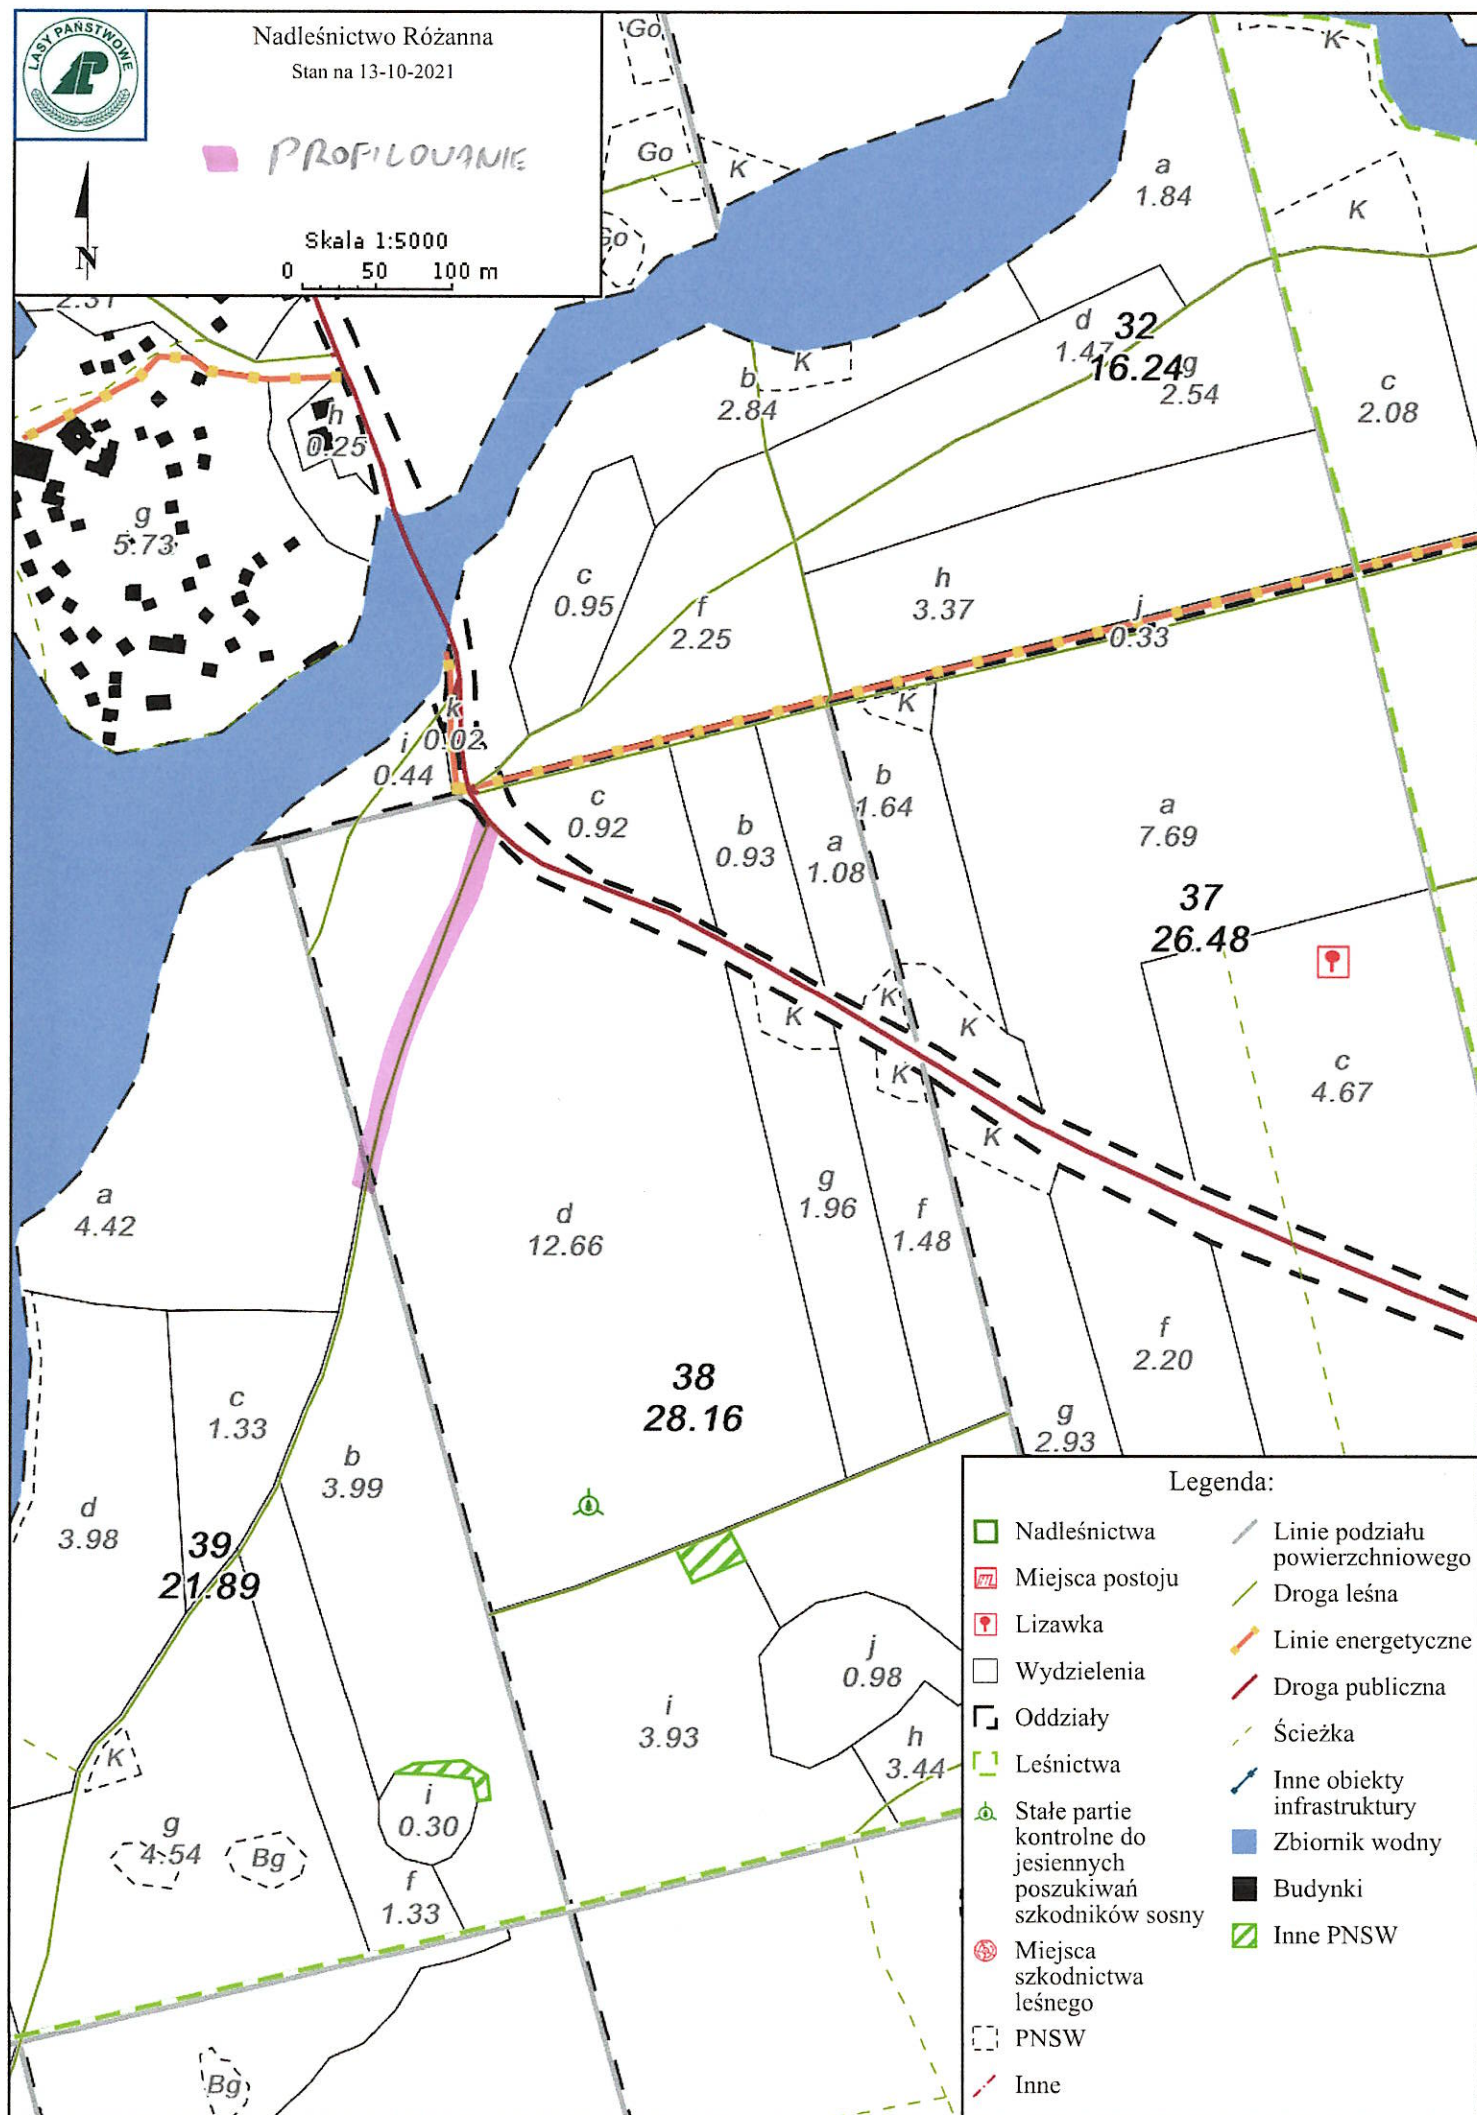 LASY PAŃSTWOWE
Nadleśnictwo Różanna
Stan na 13-10-2021
PROFILOWANIE
N
Skala 1:5000
0 50 100 m
Go
K
Go
K
a
1.84
K
Go
2.31
d
1.47
32
16.24
g
2.54
K
b
2.84
c
2.08
h
0.25
g
5.73
c
0.95
f
2.25
h
3.37
j
0.33
k
0.02
i
0.44
K
c
0.92
b
0.93
a
1.08
b
1.64
a
7.69
37
26.48
K
K
K
K
K
c
4.67
a
4.42
d
12.66
g
1.96
f
1.48
f
2.20
38
28.16
g
2.93
c
1.33
b
3.99
d
3.98
39
21.89
i
3.93
j
0.98
h
3.44
K
g
4.54
Bg
i
0.30
f
1.33
Bg
Legenda:
Nadleśnictwa
Miejsca postoju
Lizawka
Wydzielenia
Oddziały
Leśnictwa
Stałe partie
kontrolne do
jesiennych
poszukiwań
szkodników sosny
Miejsca
szkodnictwa
leśnego
PNSW
Inne
Linie podziału
powierzchniowego
Droga leśna
Linie energetyczne
Droga publiczna
Ścieżka
Inne obiekty
infrastruktury
Zbiornik wodny
Budynki
Inne PNSW